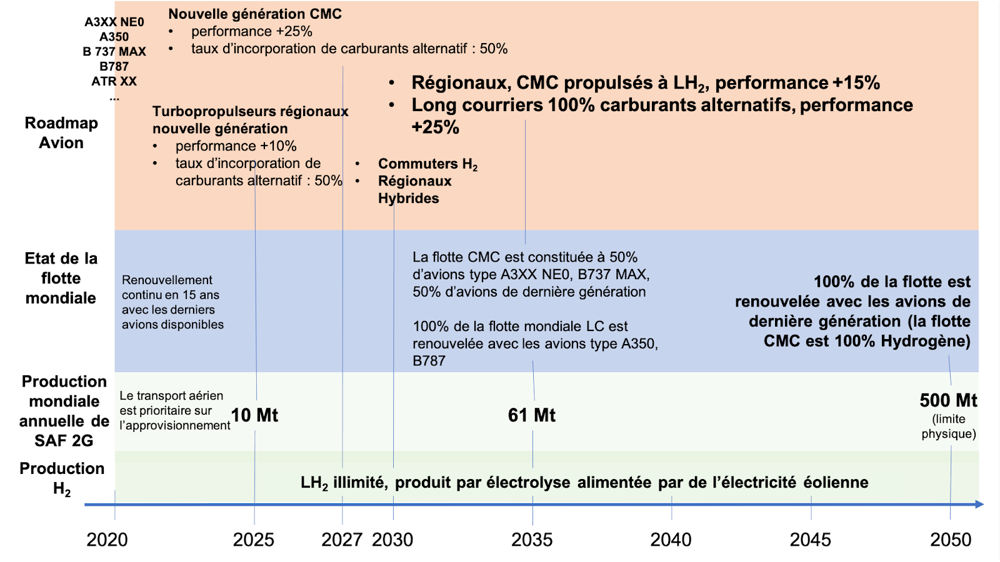 A3XX NE0
A350
B 737 MAX
B787
ATR XX
...
Nouvelle génération CMC
• performance +25%
• taux d’incorporation de carburants alternatif : 50%
• Régionaux, CMC propulsés à LH₂, performance +15%
• Long courriers 100% carburants alternatifs, performance
+25%
Roadmap
Avion
Turbopropulseurs régionaux
nouvelle génération
• performance +10%
• taux d’incorporation de
carburants alternatif : 50%
• Commuters H₂
• Régionaux
Hybrides
Etat de la
flotte
mondiale
Renouvellement
continu en 15 ans
avec les derniers
avions disponibles
La flotte CMC est constituée à 50%
d’avions type A3XX NE0, B737 MAX,
50% d’avions de dernière génération
100% de la flotte mondiale LC est
renouvelée avec les avions type A350,
B787
100% de la flotte est
renouvelée avec les avions de
dernière génération (la flotte
CMC est 100% Hydrogène)
Production
mondiale
annuelle de
SAF 2G
Le transport aérien
est prioritaire sur
l’approvisionnement
10 Mt
61 Mt
500 Mt
(limite
physique)
Production
H₂
LH₂ illimité, produit par électrolyse alimentée par de l’électricité éolienne
2020
2025
2027
2030
2035
2040
2045
2050